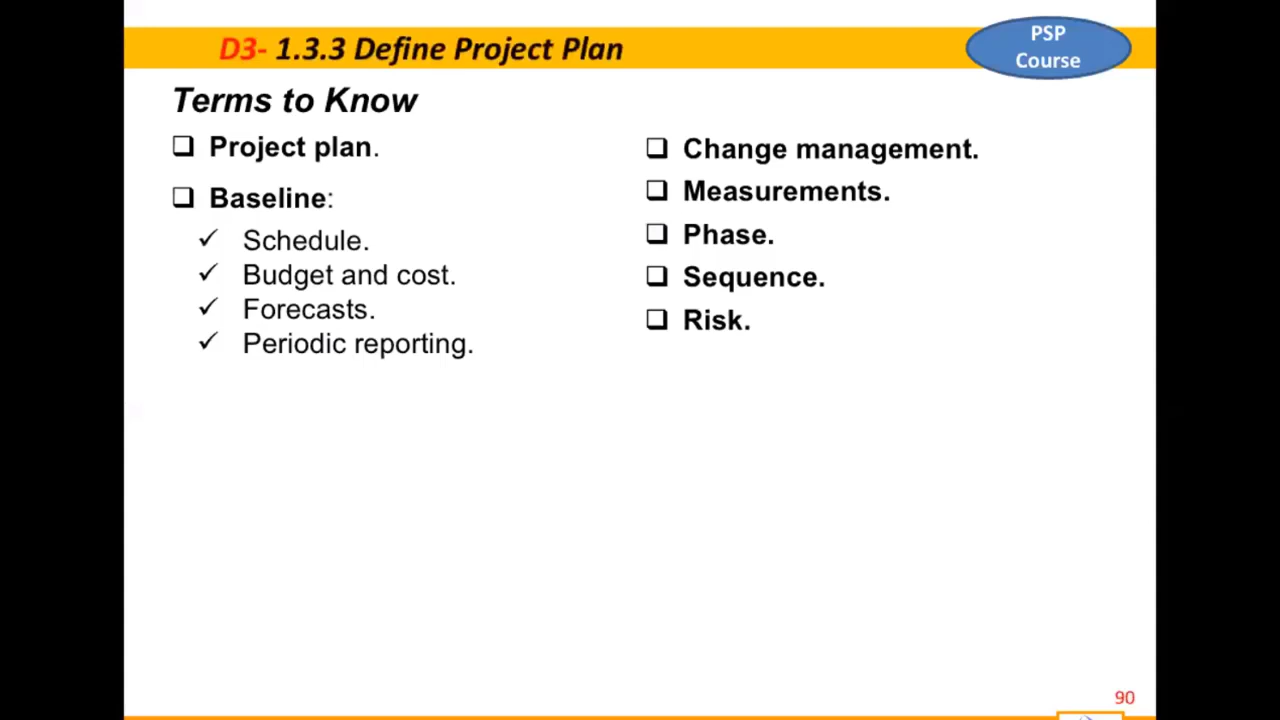 D3- 1.3.3 Define Project Plan
PSP
Course
Terms to Know
❑ Project plan.
❑ Baseline:
✓ Schedule.
✓ Budget and cost.
✓ Forecasts.
✓ Periodic reporting.
❑ Change management.
❑ Measurements.
❑ Phase.
❑ Sequence.
❑ Risk.
90